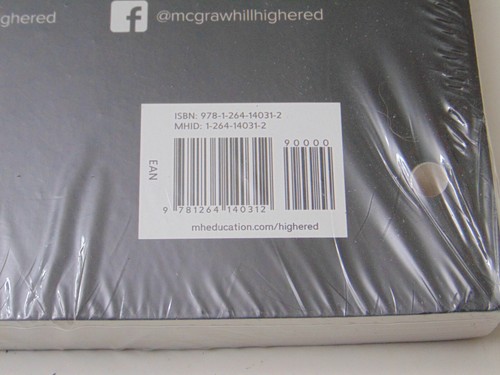 ghered
f @mcgrawhillhighered
ISBN: 978-1-264-14031-2
MHID: 1-264-14031-2
EAN
90000
9 781264 140312
mheducation.com/highered